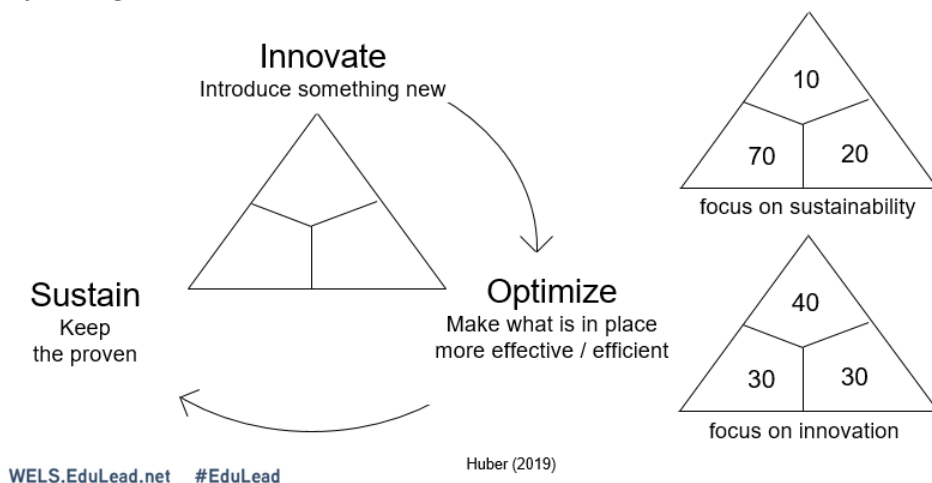 Innovate
Introduce something new
Sustain
Keep
the proven
Optimize
Make what is in place
more effective / efficient
10
70 20
focus on sustainability
40
30 30
focus on innovation
Huber (2019)
WELS.EduLead.net #EduLead